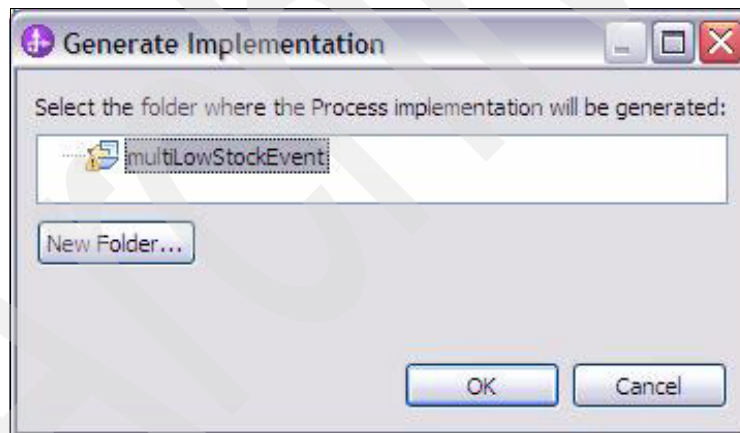 Generate Implementation
Select the folder where the Process implementation will be generated:
multiLowStockEvent
New Folder...
OK
Cancel